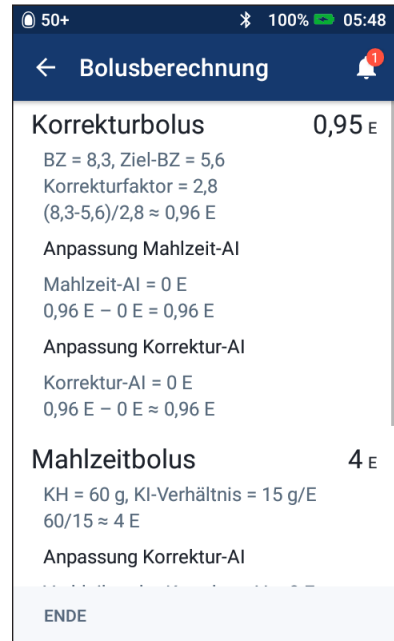 50+ 100% 05:48
Bolusberechnung 1
Korrekturbolus 0,95 E
BZ = 8,3, Ziel-BZ = 5,6
Korrekturfaktor = 2,8
(8,3-5,6)/2,8 ≈ 0,96 E
Anpassung Mahlzeit-AI
Mahlzeit-AI = 0 E
0,96 E – 0 E = 0,96 E
Anpassung Korrektur-AI
Korrektur-AI = 0 E
0,96 E – 0 E ≈ 0,96 E
Mahlzeitbolus 4 E
KH = 60 g, KI-Verhältnis = 15 g/E
60/15 ≈ 4 E
Anpassung Korrektur-AI
ENDE